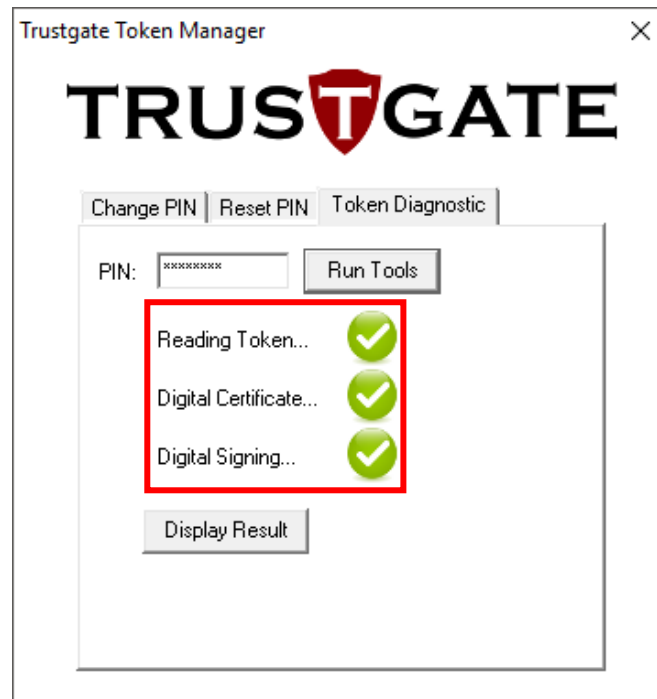 Trustgate Token Manager
TRUSTGATE
Change PIN Reset PIN Token Diagnostic
PIN: ******** Run Tools
Reading Token...
Digital Certificate...
Digital Signing...
Display Result